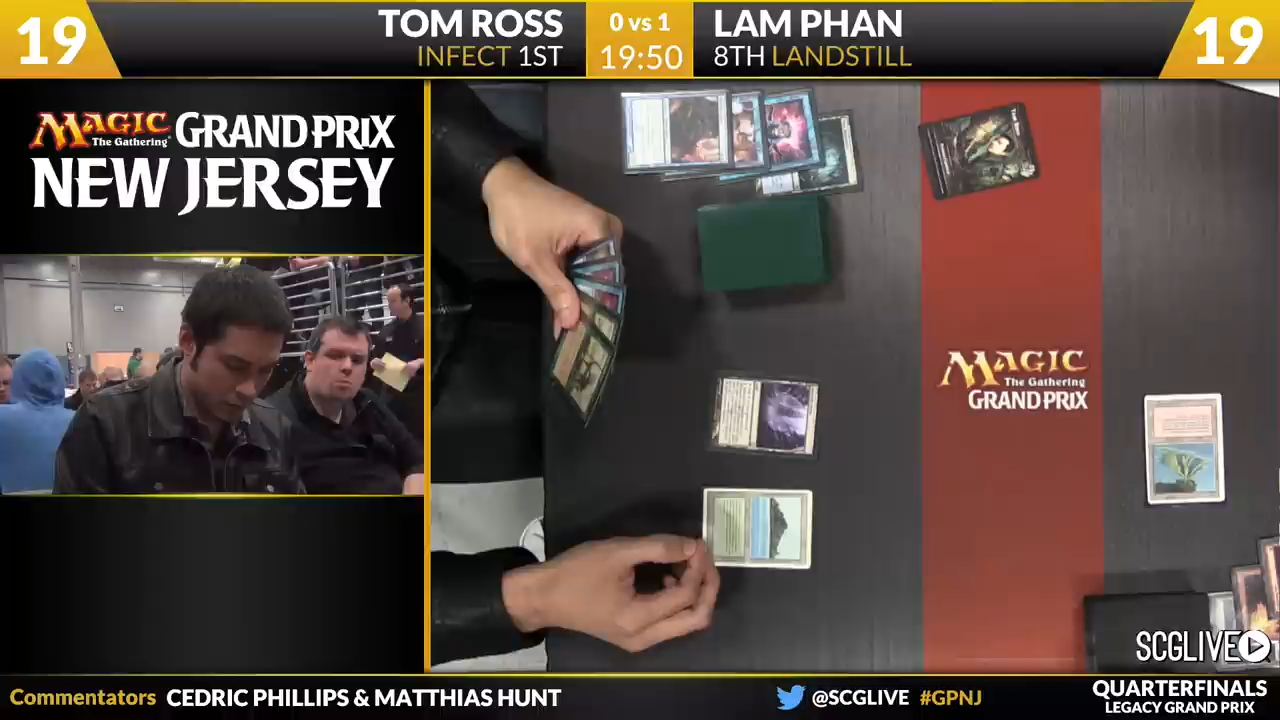 19
TOM ROSS
INFECT 1ST
0 vs 1
19:50
LAM PHAN
8TH LANDSTILL
19
MAGIC
The Gathering®
GRAND PRIX
NEW JERSEY
MAGIC
The Gathering
GRAND PRIX
SCGLIVE
Commentators CEDRIC PHILLIPS & MATTHIAS HUNT
@SCGLIVE #GPNJ
QUARTERFINALS
LEGACY GRAND PRIX